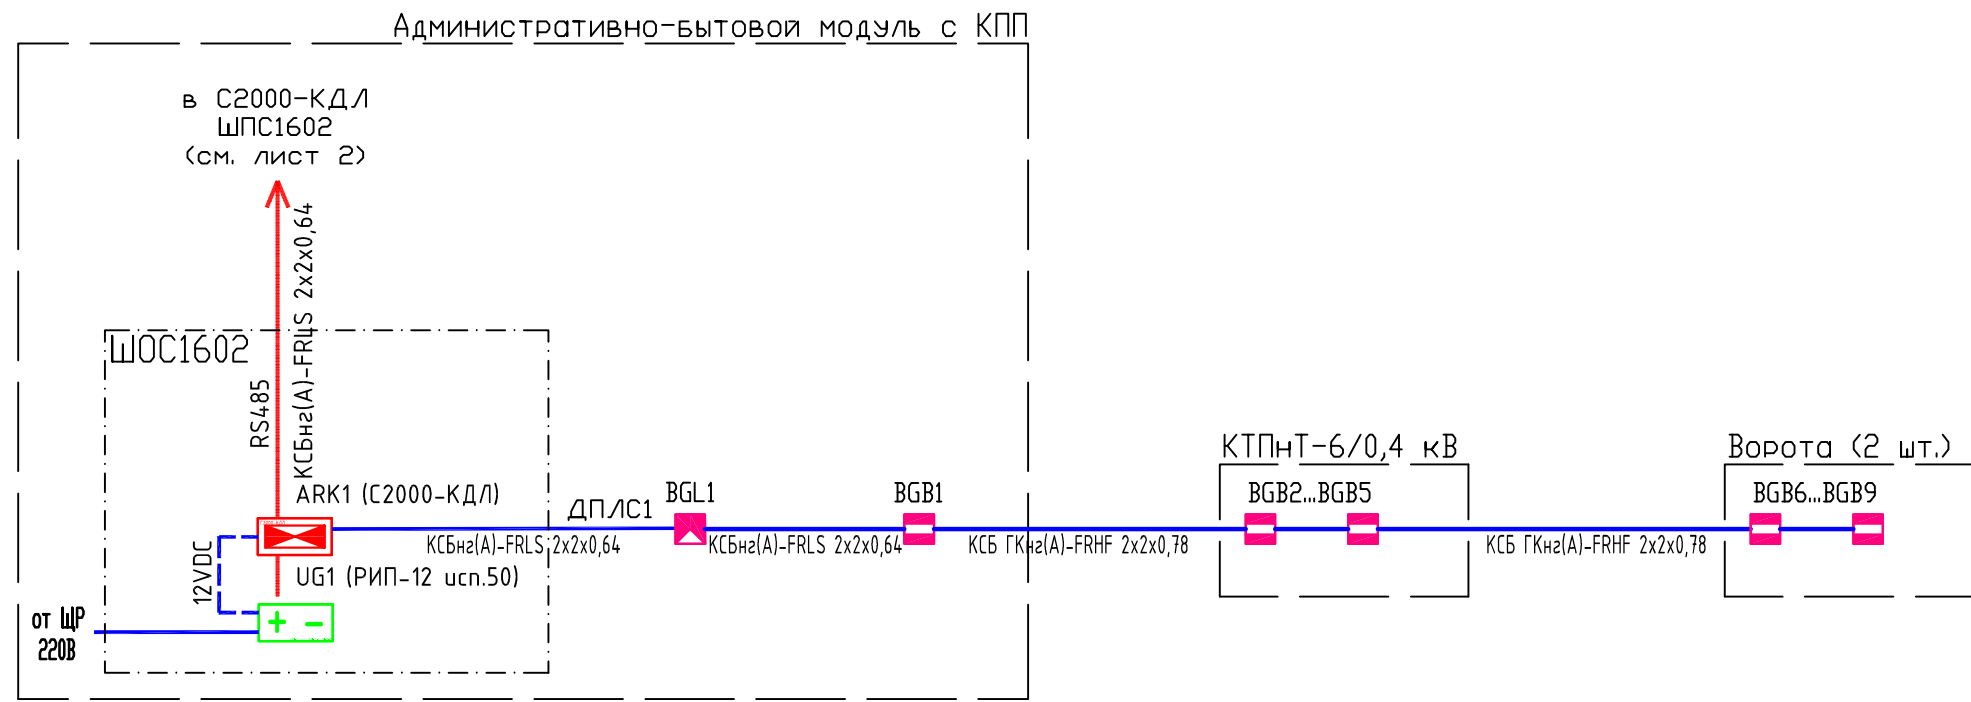 Административно-бытовой модуль с КПП
в С2000-КДЛ
ШПС1602
(см. лист 2)
КСБнг(А)-FRLS 2х2х0,64
RS485
ШОС1602
ARK1 (С2000-КДЛ)
ДПЛС1
BGL1
BGB1
КСБнг(А)-FRLS 2х2х0,64
КСБнг(А)-FRLS 2х2х0,64
КСБ ГКнг(А)-FRHF 2х2х0,78
КТПнТ-6/0,4 кВ
BGB2...BGB5
КСБ ГКнг(А)-FRHF 2х2х0,78
Ворота (2 шт.)
BGB6...BGB9
12VDC
UG1 (РИП-12 исп.50)
+ -
от ЩР
220В